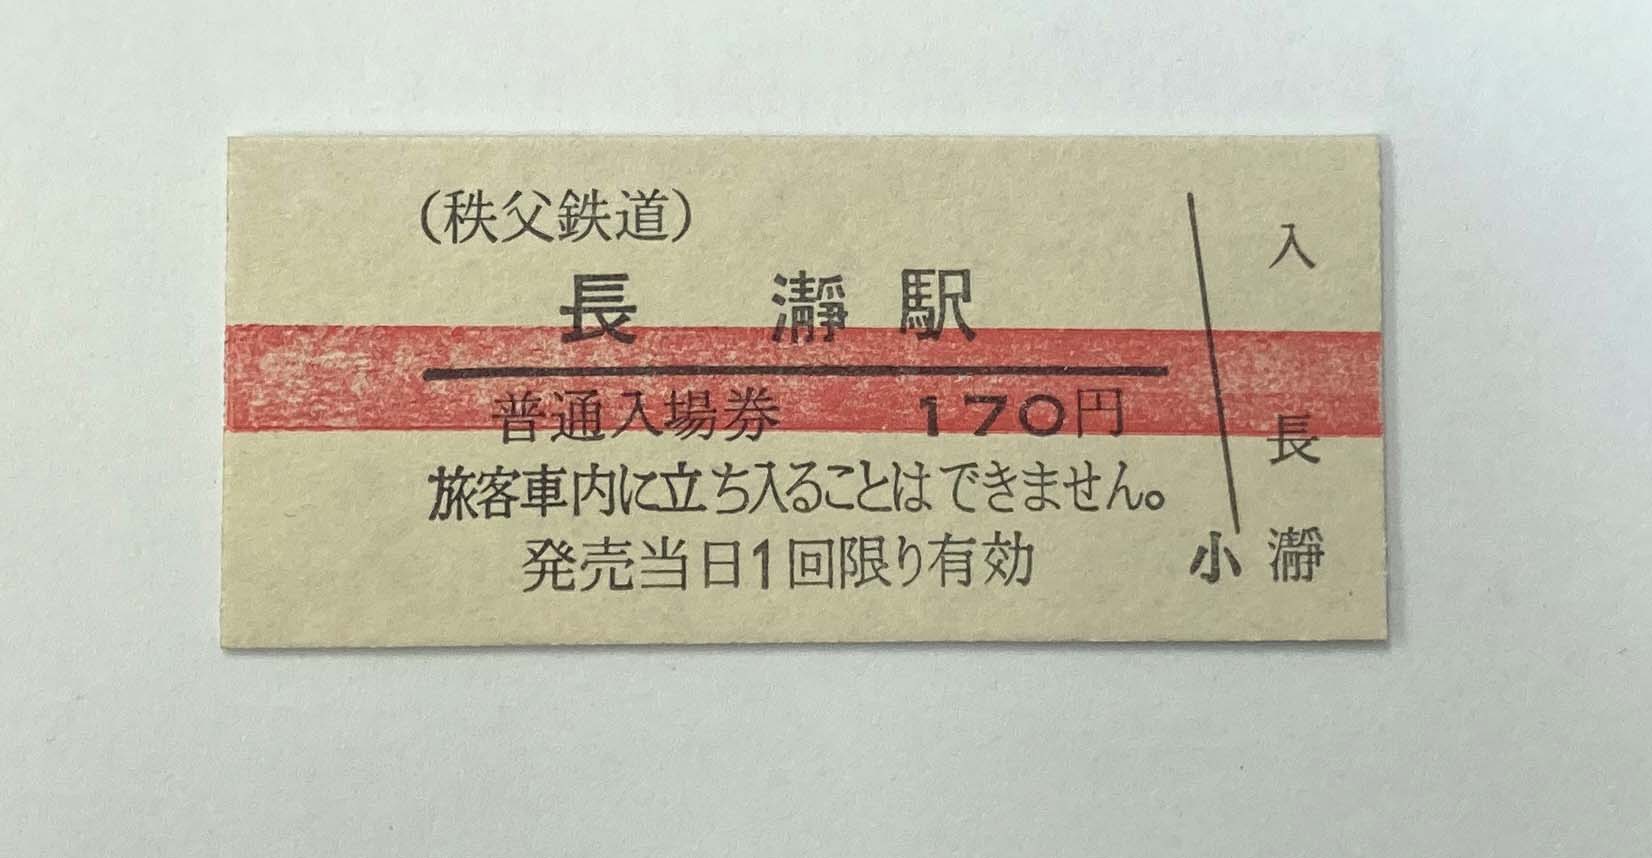 (秩父鉄道)
長瀞駅
普通入場券 170円
旅客車内に立ち入ることはできません。
発売当日1回限り有効
入
長
瀞
小